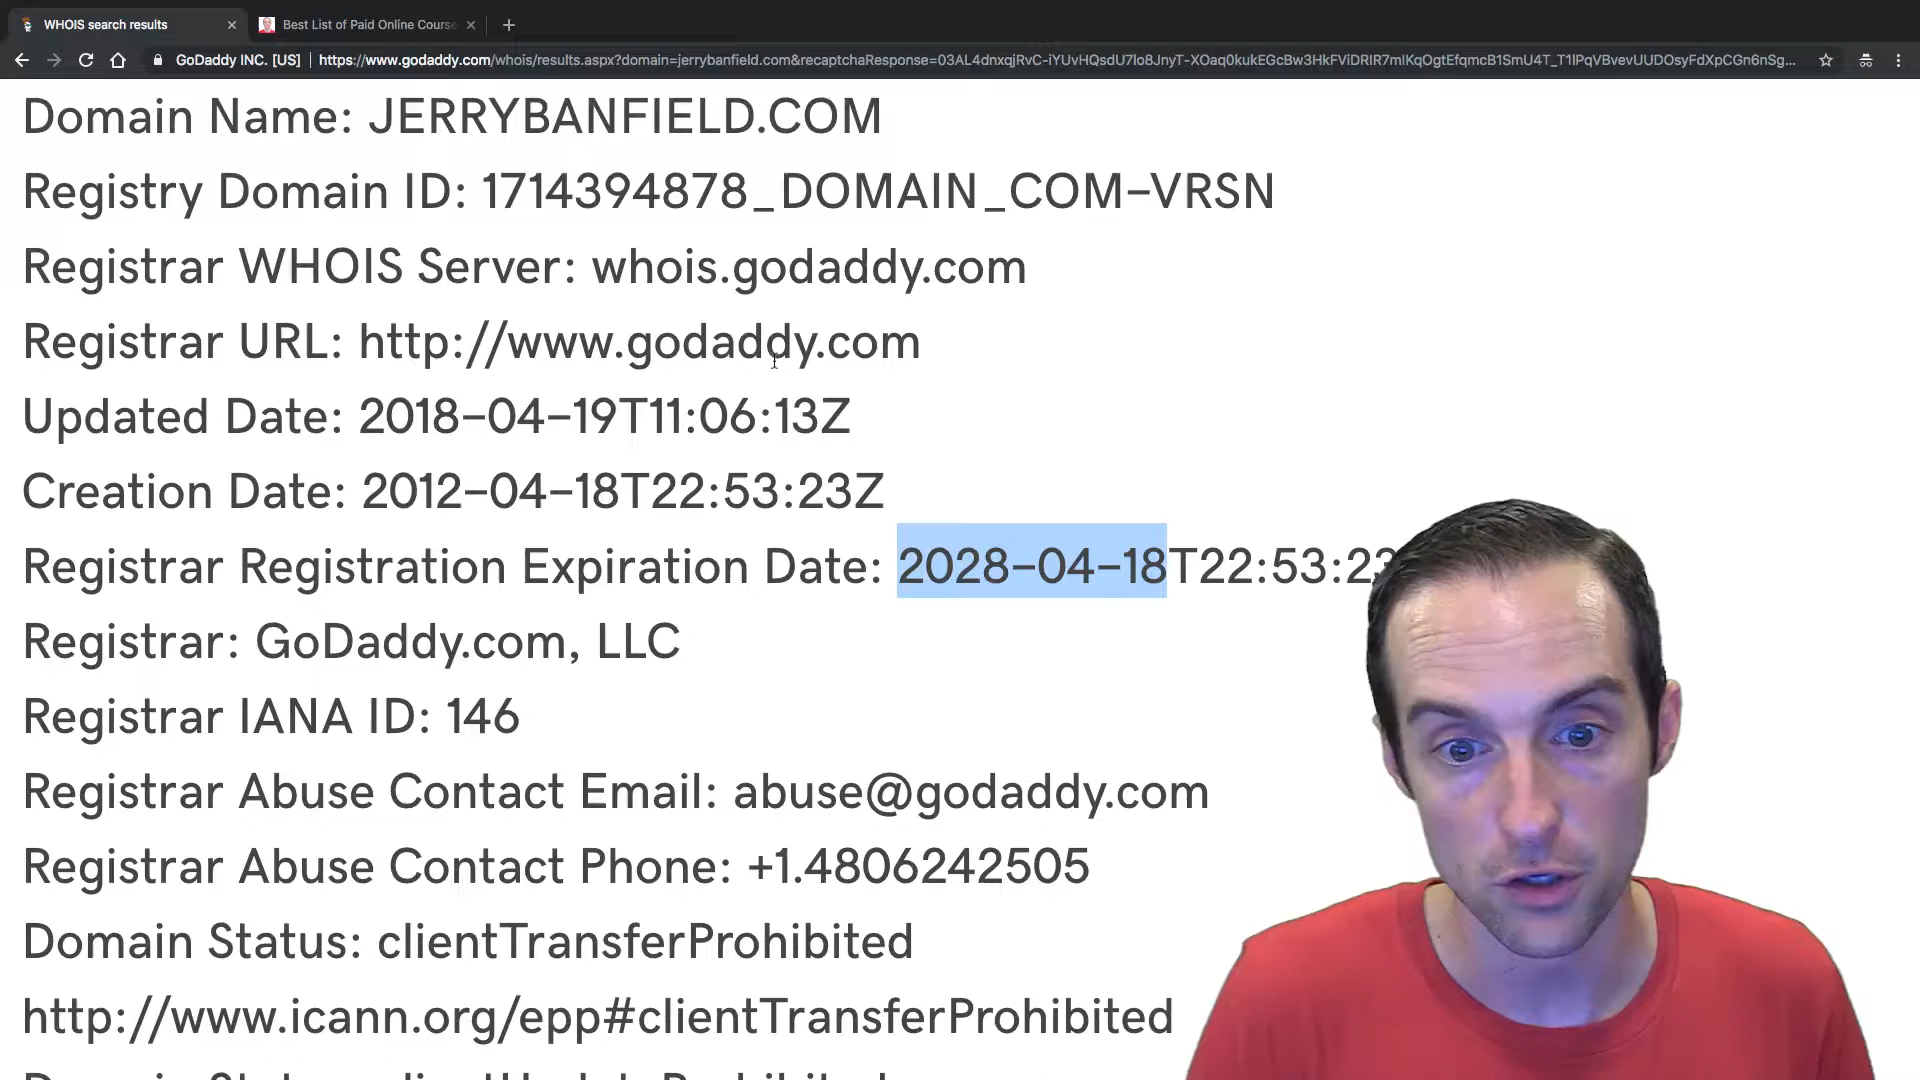 WHOIS search results
Best List of Paid Online Course
GoDaddy INC. [US] | https://www.godaddy.com/whois/results.aspx?domain=jerrybanfield.com&recaptchaResponse=
Domain Name: JERRYBANFIELD.COM
Registry Domain ID: 1714394878_DOMAIN_COM-VRSN
Registrar WHOIS Server: whois.godaddy.com
Registrar URL: http://www.godaddy.com
Updated Date: 2018-04-19T11:06:13Z
Creation Date: 2012-04-18T22:53:23Z
Registrar Registration Expiration Date: 2028-04-18T22:53:23
Registrar: GoDaddy.com, LLC
Registrar IANA ID: 146
Registrar Abuse Contact Email: abuse@godaddy.com
Registrar Abuse Contact Phone: +1.4806242505
Domain Status: clientTransferProhibited
http://www.icann.org/epp#clientTransferProhibited